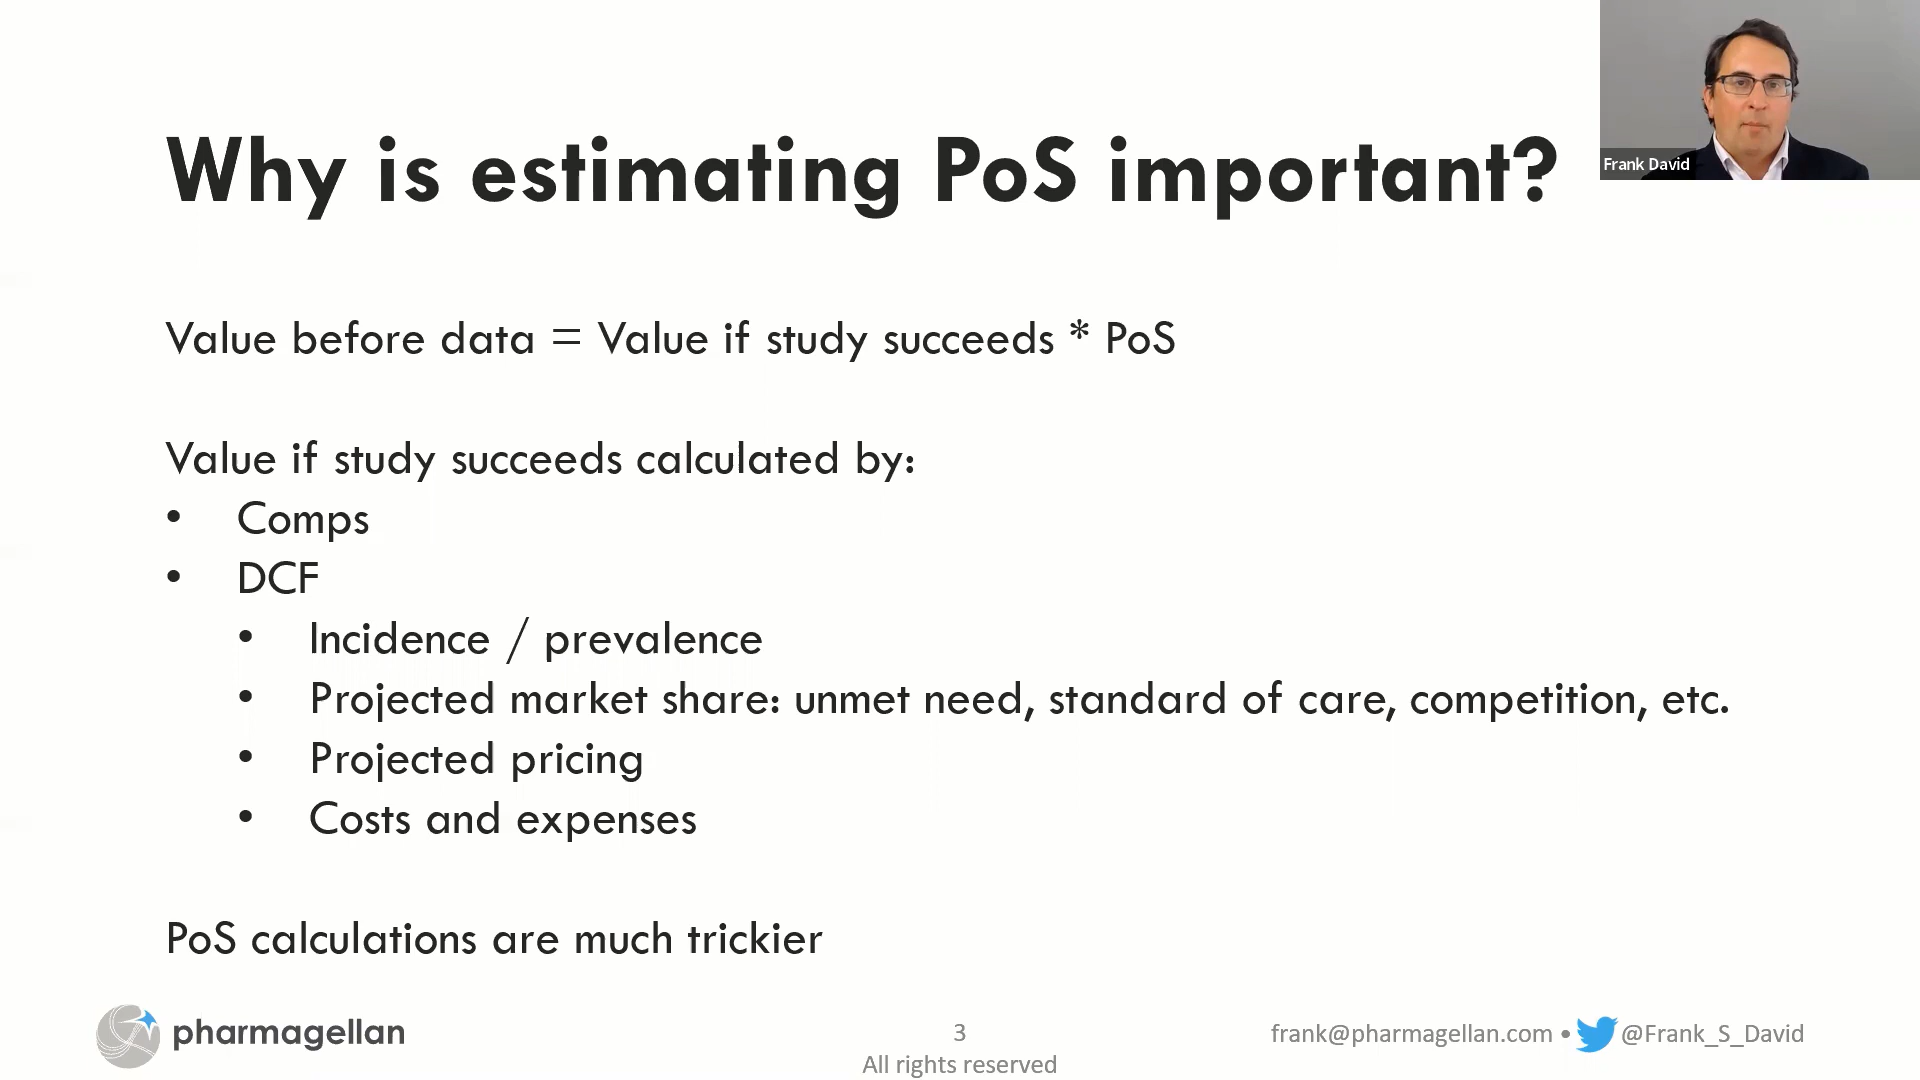 Why is estimating PoS important?
Frank David
Value before data = Value if study succeeds * PoS
Value if study succeeds calculated by:
• Comps
• DCF
• Incidence / prevalence
• Projected market share: unmet need, standard of care, competition, etc.
• Projected pricing
• Costs and expenses
PoS calculations are much trickier
pharmagellan
3
All rights reserved
frank@pharmagellan.com • @Frank_S_David